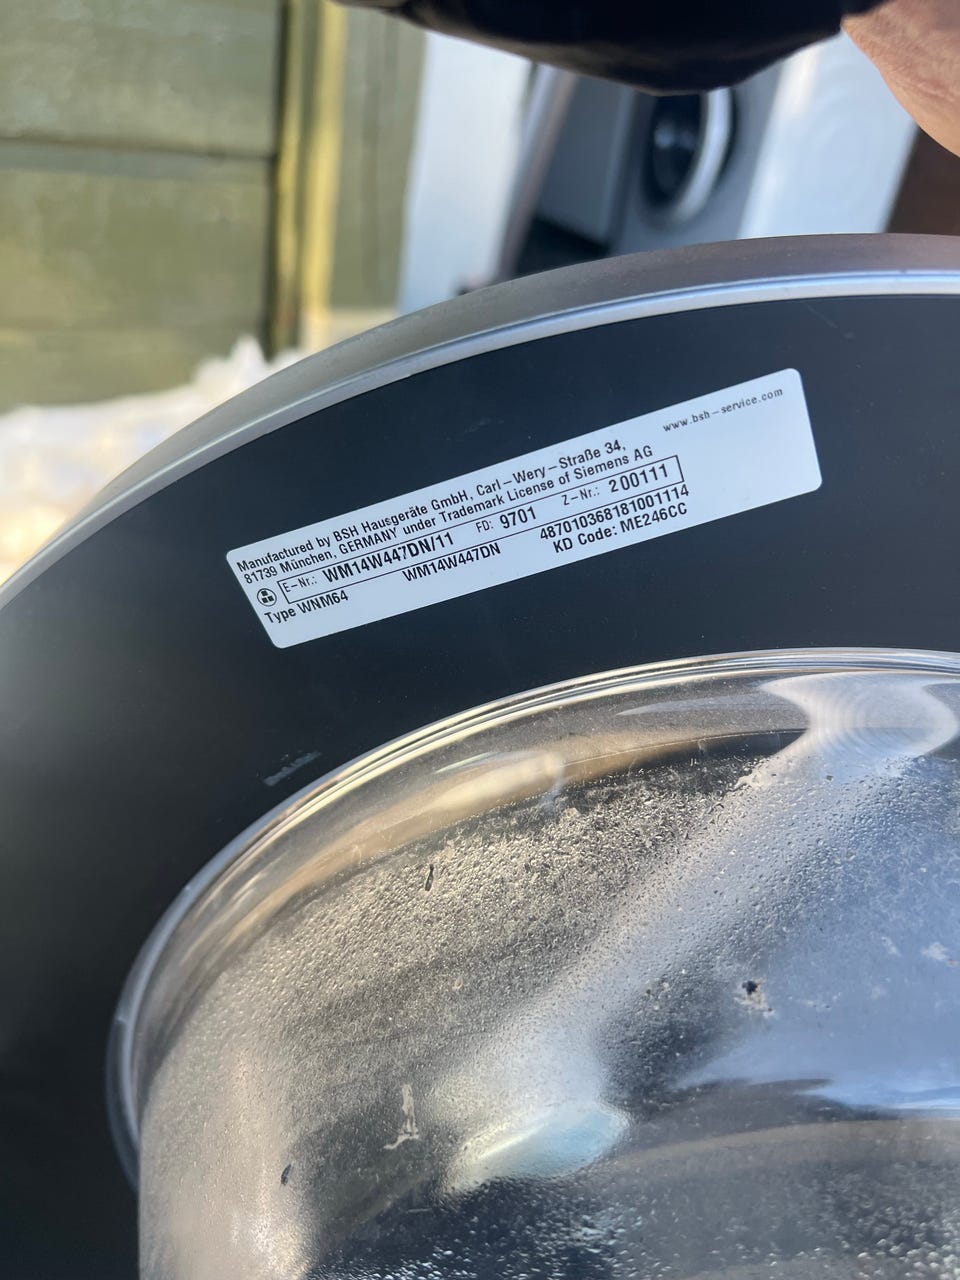 www.bsh-service.com
Manufactured by BSH Hausgeräte GmbH, Carl-Wery-Straße 34,
81739 München, GERMANY under Trademark License of Siemens AG
E-Nr.: WM14W447DN/11 FD: 9701 Z-Nr.: 200111
Type WNM64 WM14W447DN 487010368181001114
KD Code: ME246CC